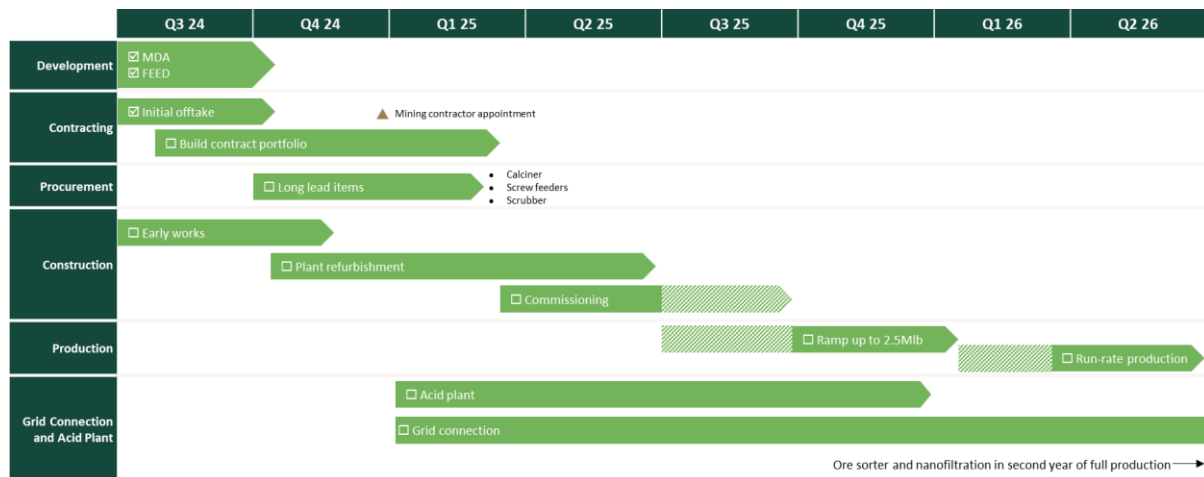 Q3 24 Q4 24 Q1 25 Q2 25 Q3 25 Q4 25 Q1 26 Q2 26
Development
☑ MDA
☑ FEED
Contracting
☑ Initial offtake
Mining contractor appointment
☐ Build contract portfolio
Procurement
☐ Long lead items
• Calciner
• Screw feeders
• Scrubber
Construction
☐ Early works
☐ Plant refurbishment
☐ Commissioning
Production
☐ Ramp up to 2.5Mlb
☐ Run-rate production
Grid Connection
and Acid Plant
☐ Acid plant
☐ Grid connection
Ore sorter and nanofiltration in second year of full production